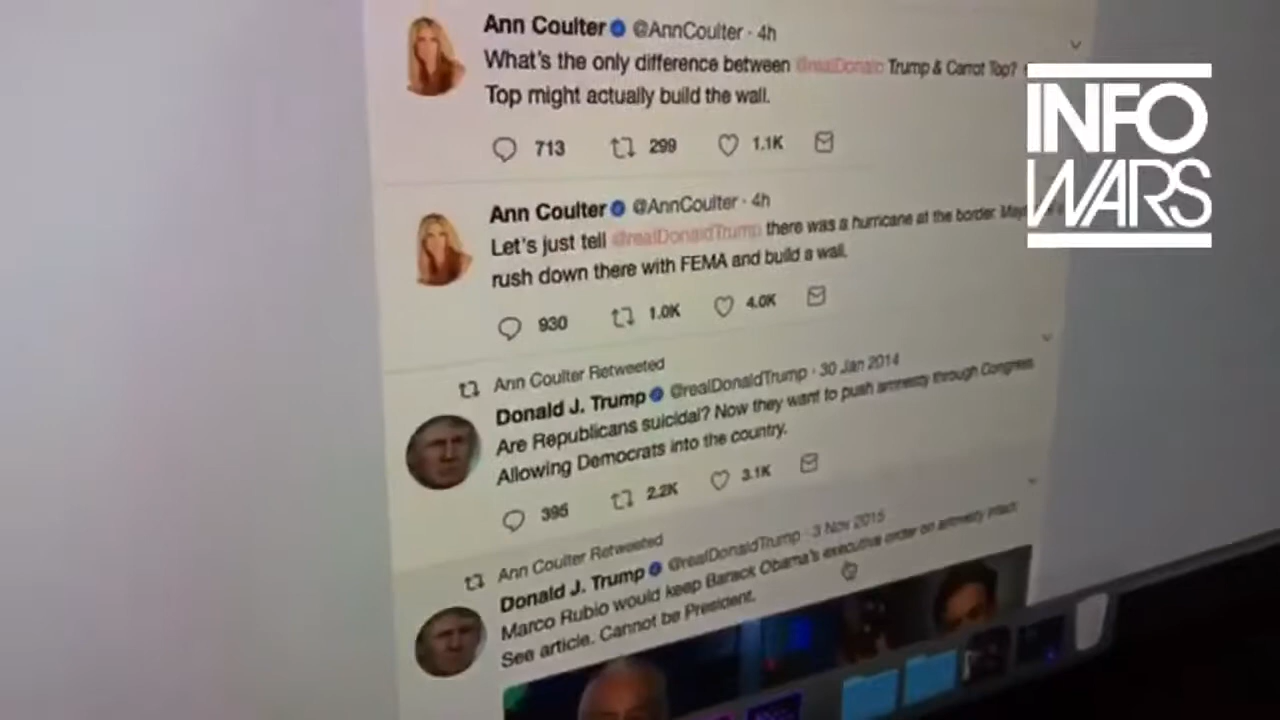 Ann Coulter @AnnCoulter · 4h
What's the only difference between @realDonald Trump & Carrot Top?
Top might actually build the wall.
713 299 1.1K
INFO
WARS
Ann Coulter @AnnCoulter · 4h
Let's just tell @realDonaldTrump there was a hurricane at the border.
rush down there with FEMA and build a wall.
930 1.0K 4.0K
Ann Coulter Retweeted
Donald J. Trump @realDonaldTrump · 30 Jan 2014
Are Republicans suicidal? Now they want to push amnesty through Congress
Allowing Democrats into the country.
395 2.2K 3.1K
Ann Coulter Retweeted
Donald J. Trump @realDonaldTrump · 3 Nov 2015
Marco Rubio would keep Barack Obama's executive order on amnesty intact
See article. Cannot be President.